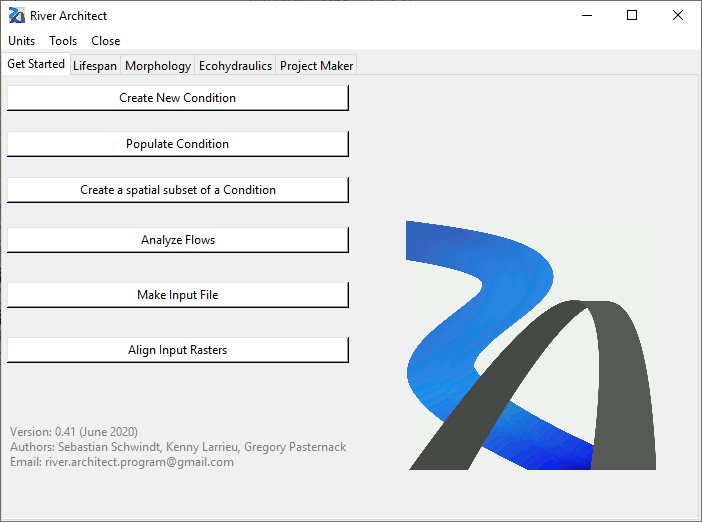 River Architect
Units Tools Close
Get Started Lifespan Morphology Ecohydraulics Project Maker
Create New Condition
Populate Condition
Create a spatial subset of a Condition
Analyze Flows
Make Input File
Align Input Rasters
Version: 0.41 (June 2020)
Authors: Sebastian Schwindt, Kenny Larrieu, Gregory Pasternack
Email: river.architect.program@gmail.com